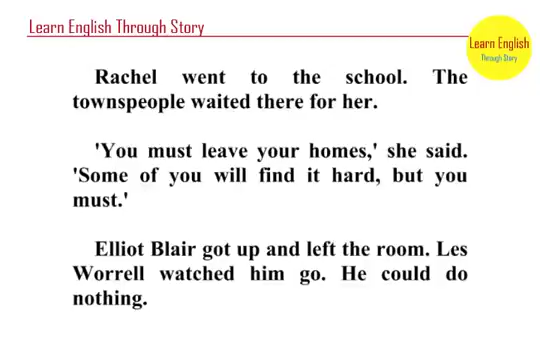 Learn English Through Story
Learn English
Through Story
Rachel went to the school. The
townspeople waited there for her.
'You must leave your homes,' she said.
'Some of you will find it hard, but you
must.'
Elliot Blair got up and left the room. Les
Worrell watched him go. He could do
nothing.